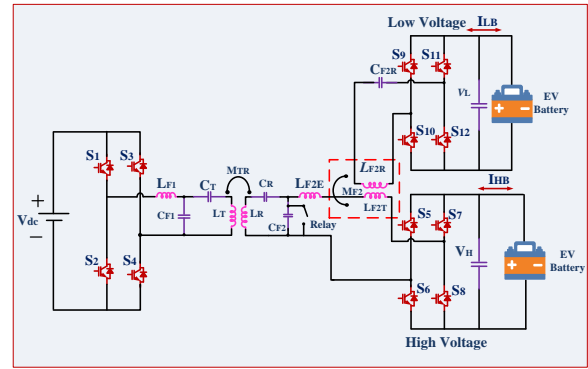 Low Voltage
ILB
S9
S11
CF2R
VL
EV
Battery
S10
S12
S1
S3
LF1
CT
MTR
CR
LF2E
LF2R
MF2
LF2T
Vdc
+
−
CF1
LT
LR
CF2
Relay
S2
S4
IHB
S5
S7
VH
EV
Battery
S6
S8
High Voltage